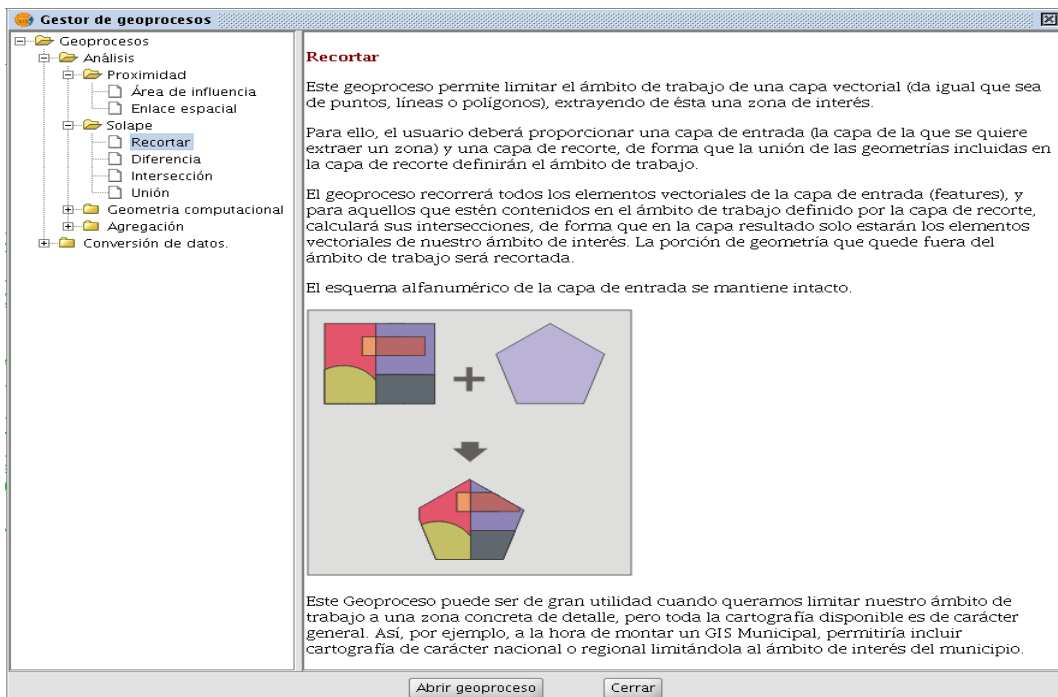 Gestor de geoprocesos
Geoprocesos
Análisis
Proximidad
Área de influencia
Enlace espacial
Solape
Recortar
Diferencia
Intersección
Unión
Geometria computacional
Agregación
Conversión de datos.
Recortar
Este geoproceso permite limitar el ámbito de trabajo de una capa vectorial (da igual que sea
de puntos, líneas o polígonos), extrayendo de ésta una zona de interés.
Para ello, el usuario deberá proporcionar una capa de entrada (la capa de la que se quiere
extraer un zona) y una capa de recorte, de forma que la unión de las geometrías incluidas en
la capa de recorte definirán el ámbito de trabajo.
El geoproceso recorrerá todos los elementos vectoriales de la capa de entrada (features), y
para aquellos que estén contenidos en el ámbito de trabajo definido por la capa de recorte,
calculará sus intersecciones, de forma que en la capa resultado solo estarán los elementos
vectoriales de nuestro ámbito de interés. La porción de geometría que quede fuera del
ámbito de trabajo será recortada.
El esquema alfanumérico de la capa de entrada se mantiene intacto.
Este Geoproceso puede ser de gran utilidad cuando queramos limitar nuestro ámbito de
trabajo a una zona concreta de detalle, pero toda la cartografía disponible es de carácter
general. Así, por ejemplo, a la hora de montar un GIS Municipal, permitiría incluir
cartografía de carácter nacional o regional limitándola al ámbito de interés del municipio.
Abrir geoproceso
Cerrar